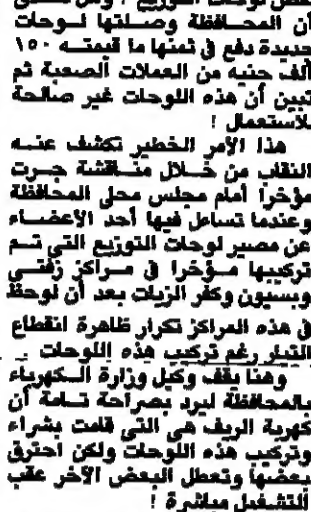 بعض لوحات التوزيع !
أن المحافظة وصلتها لوحات
جديدة دفع في ثمنها ما قيمته ١٥٠
ألف جنيه من العملات الصعبة ثم
تبين أن هذه اللوحات غير صالحة
للاستعمال !
هذا الأمر الخطير تكشف عنه
النقاب من خلال مناقشة جرت
مؤخرا أمام مجلس محلي المحافظة
وعندما تساءل فيها أحد الأعضاء
عن مصير لوحات التوزيع التي تم
تركيبها مؤخرا في مراكز زفتى
وبسيون وكفر الزيات بعد أن لوحظ
في هذه المراكز تكرار ظاهرة انقطاع
التيار رغم تركيب هذه اللوحات
وهنا يقف وكيل وزارة الكهرباء
بالمحافظة ليرد بصراحة تامة أن
كهربة الريف هي التي قامت بشراء
وتركيب هذه اللوحات ولكن احترق
بعضها وتعطل البعض الآخر عقب
التشغيل مباشرة !